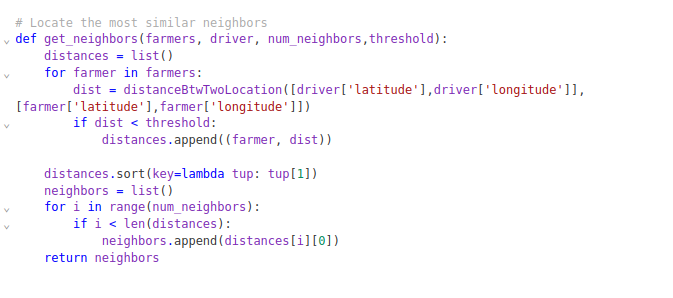 # Locate the most similar neighbors
def get_neighbors(farmers, driver, num_neighbors,threshold):
    distances = list()
    for farmer in farmers:
        dist = distanceBtwTwoLocation([driver['latitude'],driver['longitude']],
[farmer['latitude'],farmer['longitude']])
        if dist < threshold:
            distances.append((farmer, dist))

    distances.sort(key=lambda tup: tup[1])
    neighbors = list()
    for i in range(num_neighbors):
        if i < len(distances):
            neighbors.append(distances[i][0])
    return neighbors